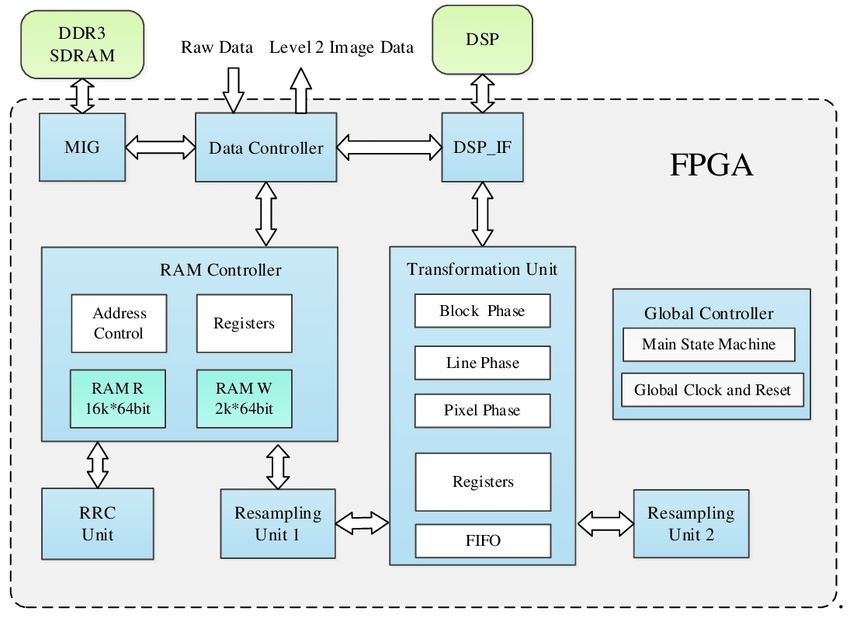 DDR3
SDRAM
Raw Data
Level 2 Image Data
DSP
MIG
Data Controller
DSP_IF
FPGA
RAM Controller
Address
Control
Registers
RAM R
16k*64bit
RAM W
2k*64bit
Transformation Unit
Block Phase
Line Phase
Pixel Phase
Registers
FIFO
Global Controller
Main State Machine
Global Clock and Reset
RRC
Unit
Resampling
Unit 1
Resampling
Unit 2
.